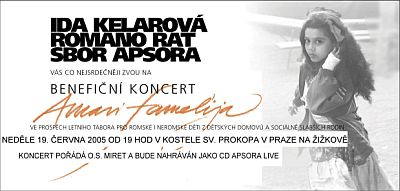 IDA KELAROVÁ
ROMANO RAT
SBOR APSORA
VÁS CO NEJSRDEČNĚJI ZVOU NA
BENEFIČNÍ KONCERT
Amari famelija
VE PROSPĚCH LETNÍHO TÁBORA PRO ROMSKÉ I NEROMSKÉ DĚTI Z DĚTSKÝCH DOMOVŮ A SOCIÁLNĚ SLABŠÍCH RODIN
NEDĚLE 19. ČERVNA 2005 OD 19 HOD V KOSTELE SV. PROKOPA V PRAZE NA ŽIŽKOVĚ
KONCERT POŘÁDÁ O.S. MIRET A BUDE NAHRÁVÁN JAKO CD APSORA LIVE